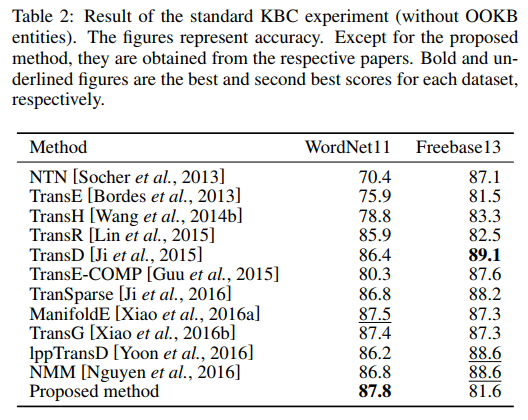 Table 2: Result of the standard KBC experiment (without OOKB
entities). The figures represent accuracy. Except for the proposed
method, they are obtained from the respective papers. Bold and un-
derlined figures are the best and second best scores for each dataset,
respectively.
Method WordNet11 Freebase13
NTN [Socher et al., 2013] 70.4 87.1
TransE [Bordes et al., 2013] 75.9 81.5
TransH [Wang et al., 2014b] 78.8 83.3
TransR [Lin et al., 2015] 85.9 82.5
TransD [Ji et al., 2015] 86.4 89.1
TransE-COMP [Guu et al., 2015] 80.3 87.6
TranSparse [Ji et al., 2016] 86.8 88.2
ManifoldE [Xiao et al., 2016a] 87.5 87.3
TransG [Xiao et al., 2016b] 87.4 87.3
lppTransD [Yoon et al., 2016] 86.2 88.6
NMM [Nguyen et al., 2016] 86.8 88.6
Proposed method 87.8 81.6